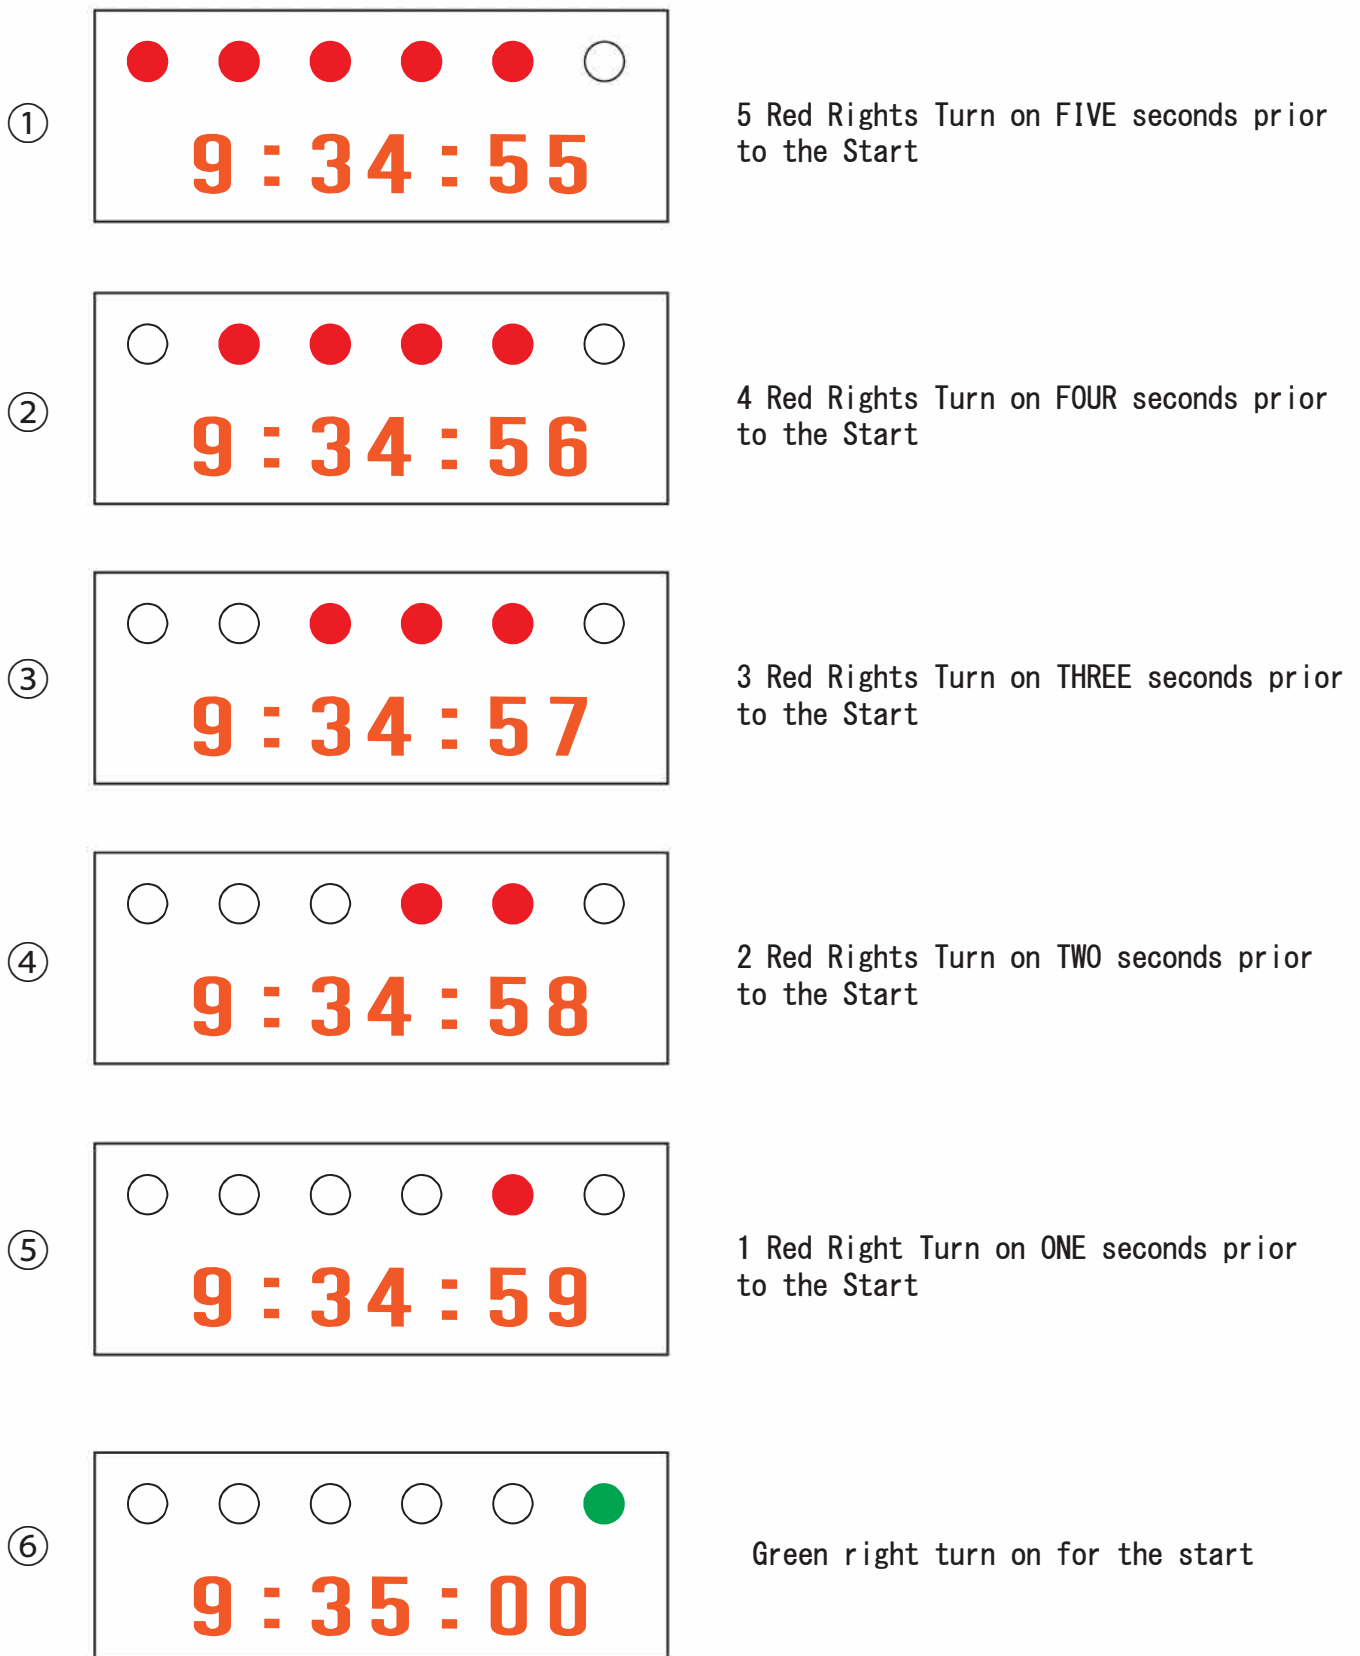 ①
9:34:55
5 Red Rights Turn on FIVE seconds prior
to the Start
②
9:34:56
4 Red Rights Turn on FOUR seconds prior
to the Start
③
9:34:57
3 Red Rights Turn on THREE seconds prior
to the Start
④
9:34:58
2 Red Rights Turn on TWO seconds prior
to the Start
⑤
9:34:59
1 Red Right Turn on ONE seconds prior
to the Start
⑥
9:35:00
Green right turn on for the start